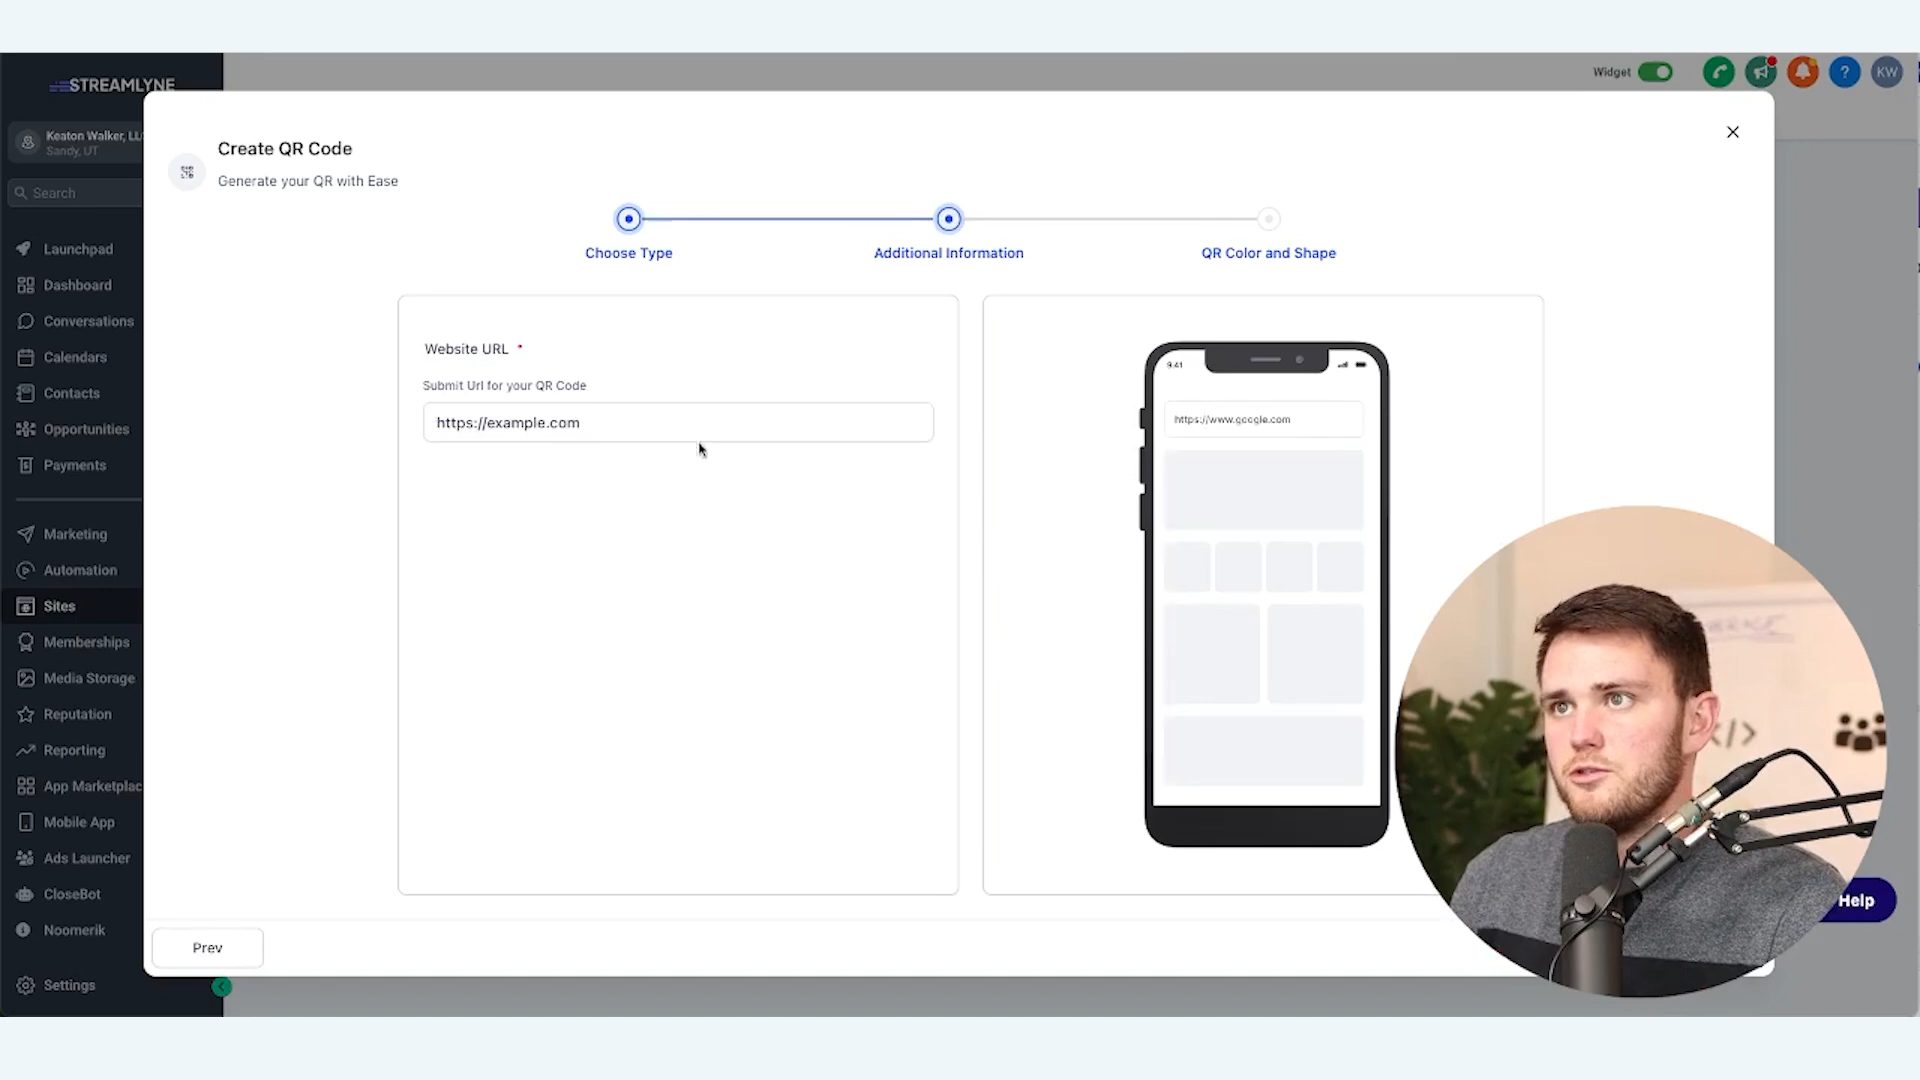 STREAMLYNE
Widget
KW
Keaton Walker, LL
Sandy, UT
Search
Launchpad
Dashboard
Conversations
Calendars
Contacts
Opportunities
Payments
Marketing
Automation
Sites
Memberships
Media Storage
Reputation
Reporting
App Marketplac
Mobile App
Ads Launcher
CloseBot
Noomerik
Settings
Create QR Code
Generate your QR with Ease
Choose Type
Additional Information
QR Color and Shape
Website URL *
Submit Url for your QR Code
https://example.com
9:41
https://www.google.com
Prev
</>
Help